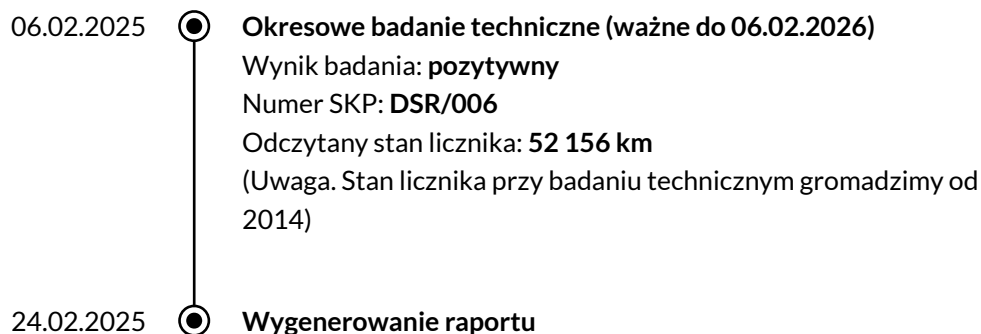 06.02.2025 Okresowe badanie techniczne (ważne do 06.02.2026)
Wynik badania: pozytywny
Numer SKP: DSR/006
Odczytany stan licznika: 52 156 km
(Uwaga. Stan licznika przy badaniu technicznym gromadzimy od
2014)
24.02.2025 Wygenerowanie raportu